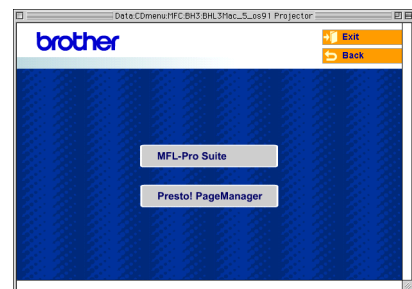 Data:CDmenu:MFC:BH3:BHL3Mac_5_os91 Projector
brother
Exit
Back
MFL-Pro Suite
Presto! PageManager